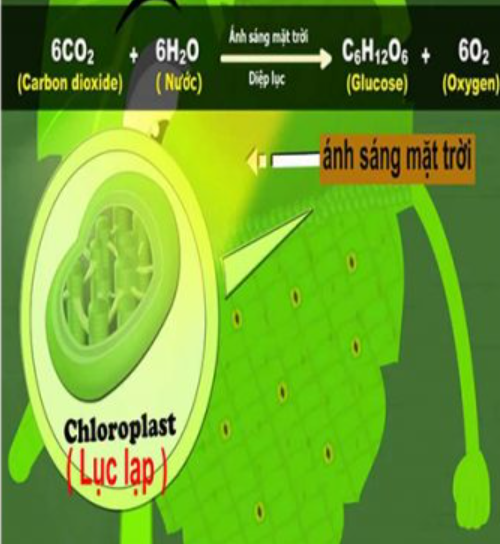 6CO₂ + 6H₂O Ánh sáng mặt trời C₆H₁₂O₆ + 6O₂
(Carbon dioxide) ( Nước) Diệp lục (Glucose) (Oxygen)
ánh sáng mặt trời
Chloroplast
( Lục lạp )